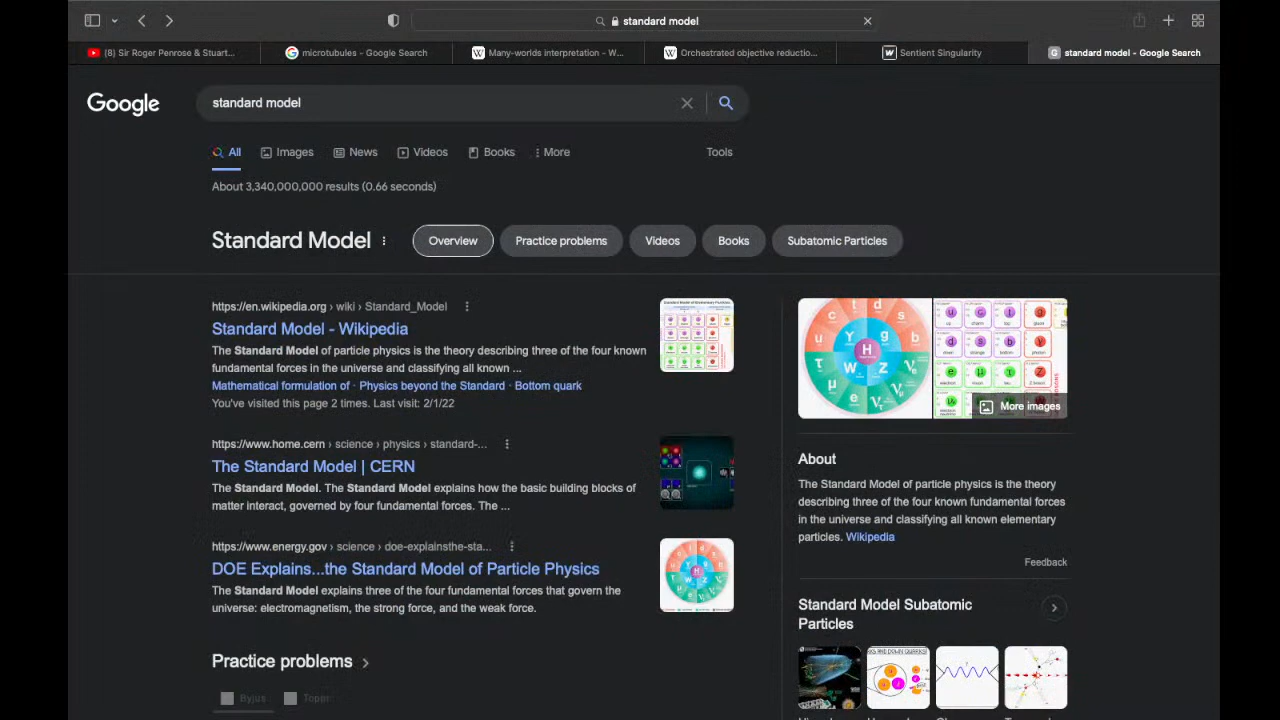 standard model
(8) Sir Roger Penrose & Stuart...
microtubules - Google Search
Many-worlds interpretation - W...
Orchestrated objective reductio...
Sentient Singularity
standard model - Google Search
Google
standard model
All
Images
News
Videos
Books
More
Tools
About 3,340,000,000 results (0.66 seconds)
Standard Model
Overview
Practice problems
Videos
Books
Subatomic Particles
https://en.wikipedia.org › wiki › Standard_Model
Standard Model - Wikipedia
The Standard Model of particle physics is the theory describing three of the four known
fundamental forces in the universe and classifying all known ...
Mathematical formulation of · Physics beyond the Standard · Bottom quark
You've visited this page 2 times. Last visit: 2/1/22
https://www.home.cern › science › physics › standard-...
The Standard Model | CERN
The Standard Model. The Standard Model explains how the basic building blocks of
matter interact, governed by four fundamental forces. The ...
https://www.energy.gov › science › doe-explainsthe-sta...
DOE Explains...the Standard Model of Particle Physics
The Standard Model explains three of the four fundamental forces that govern the
universe: electromagnetism, the strong force, and the weak force.
Practice problems
Byjus
Toppr
More images
About
The Standard Model of particle physics is the theory
describing three of the four known fundamental forces
in the universe and classifying all known elementary
particles. Wikipedia
Feedback
Standard Model Subatomic
Particles